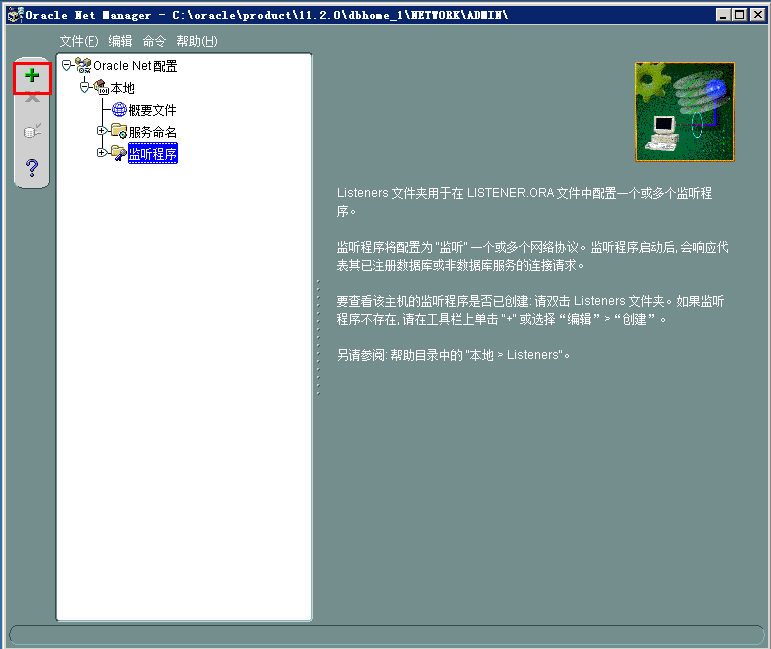 Oracle Net Manager - C:\oracle\product\11.2.0\dbhome_1\NETWORK\ADMIN\
文件(F) 编辑 命令 帮助(H)
Oracle Net配置
本地
概要文件
服务命名
监听程序
Listeners 文件夹用于在 LISTENER.ORA 文件中配置一个或多个监听程
序。
监听程序将配置为 "监听" 一个或多个网络协议。监听程序启动后, 会响应代
表其已注册数据库或非数据库服务的连接请求。
要查看该主机的监听程序是否已创建: 请双击 Listeners 文件夹。如果监听
程序不存在, 请在工具栏上单击 "+" 或选择“编辑”>“创建”。
另请参阅: 帮助目录中的 "本地 > Listeners"。